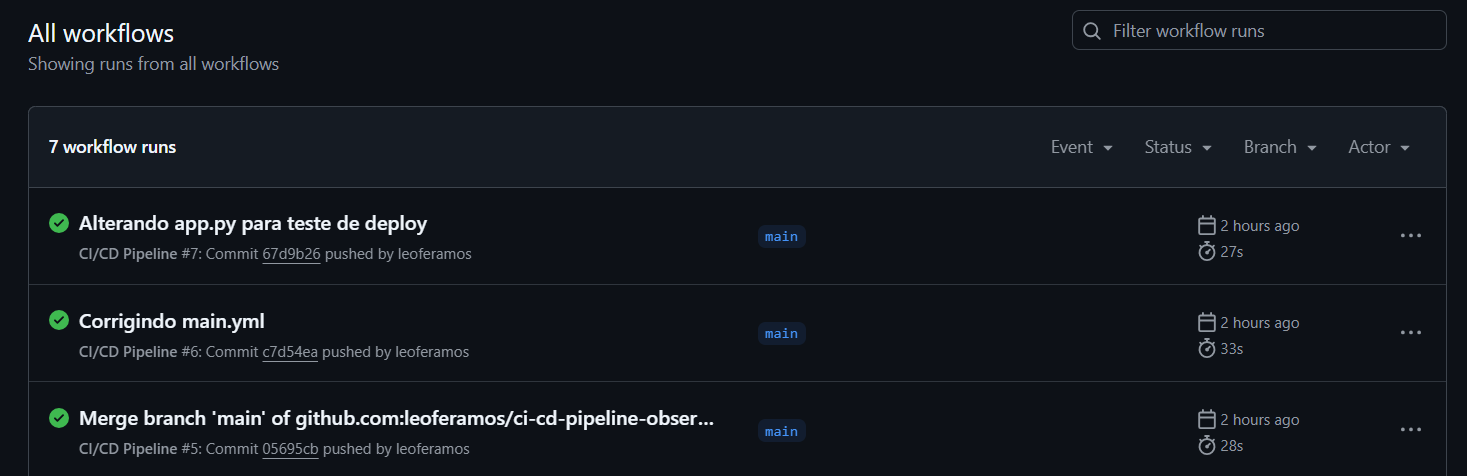 All workflows
Filter workflow runs
Showing runs from all workflows
7 workflow runs
Event
Status
Branch
Actor
Alterando app.py para teste de deploy
CI/CD Pipeline #7: Commit 67d9b26 pushed by leoferamos
main
2 hours ago
27s
Corrigindo main.yml
CI/CD Pipeline #6: Commit c7d54ea pushed by leoferamos
main
2 hours ago
33s
Merge branch 'main' of github.com:leoferamos/ci-cd-pipeline-obser...
CI/CD Pipeline #5: Commit 05695cb pushed by leoferamos
main
2 hours ago
28s